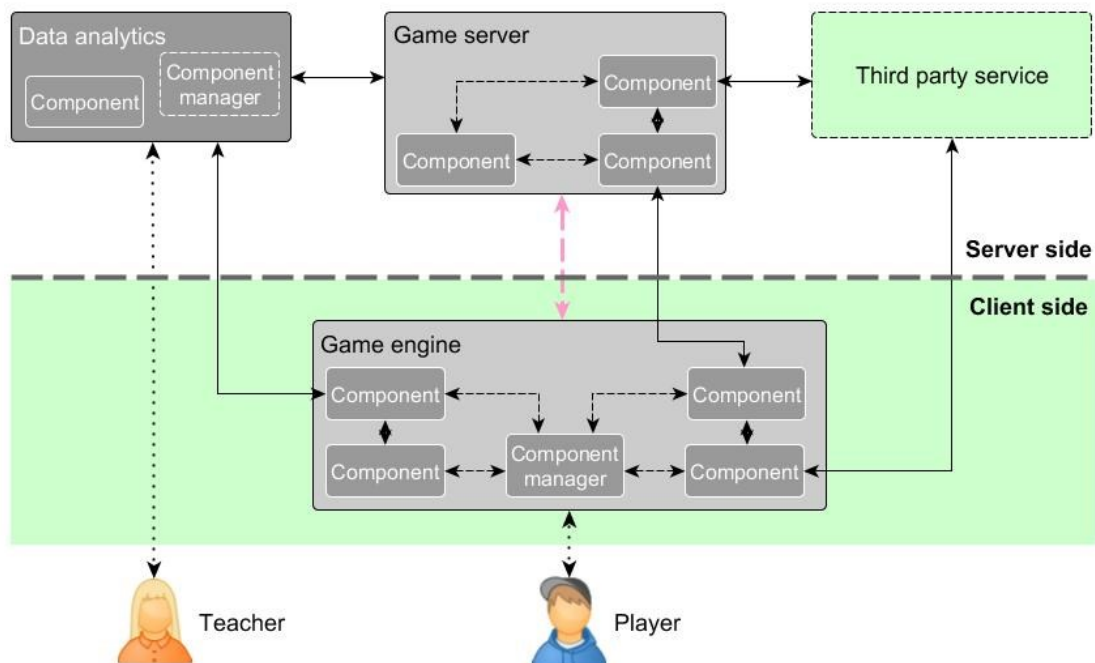 Data analytics
Component
manager
Component
Game server
Component
Component
Component
Third party service
Server side
Client side
Game engine
Component
Component
Component
manager
Component
Component
Teacher
Player